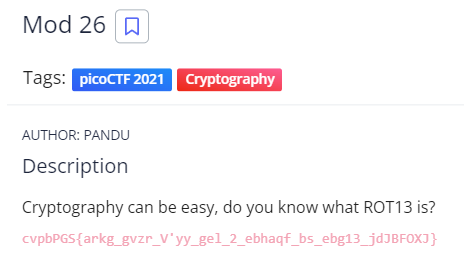 Mod 26
Tags: picoCTF 2021 Cryptography
AUTHOR: PANDU
Description
Cryptography can be easy, do you know what ROT13 is?
cvpbPGS{arkg_gvzr_V'yy_gel_2_ebhaqf_bs_ebg13_jdJBFOXJ}